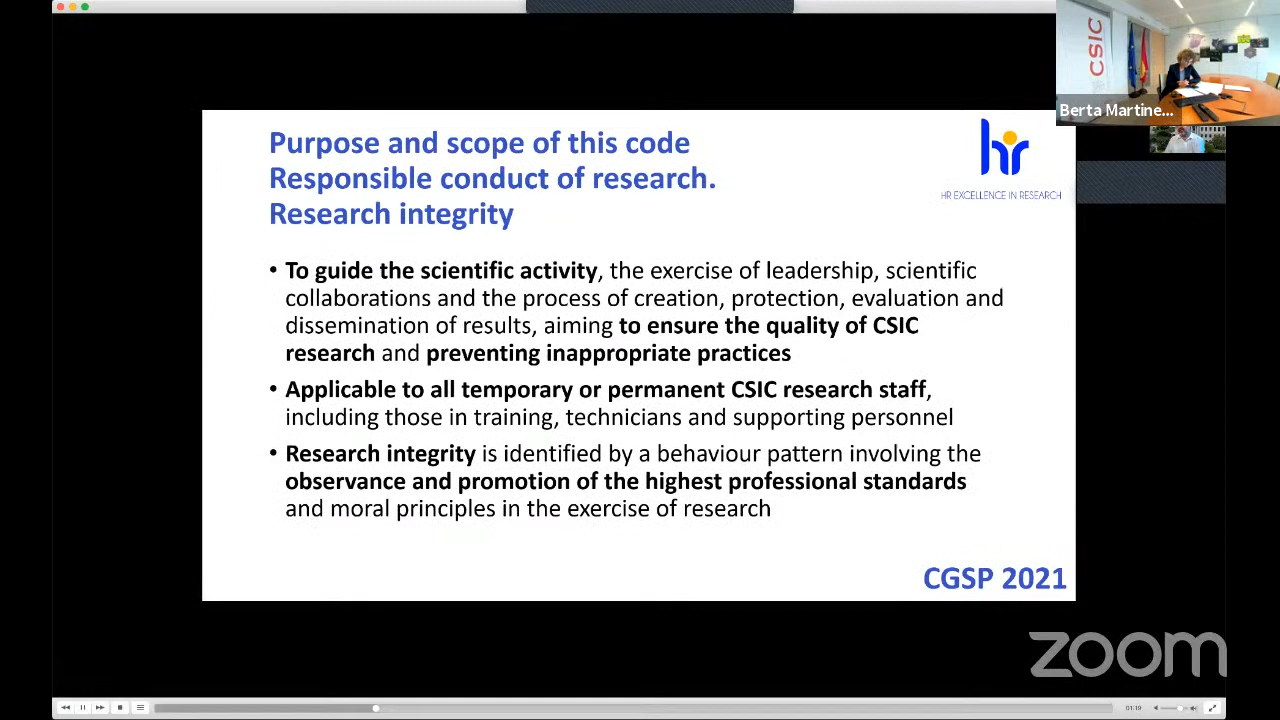 CSIC
Berta Martine...
Purpose and scope of this code
Responsible conduct of research.
Research integrity
hr
HR EXCELLENCE IN RESEARCH
• To guide the scientific activity, the exercise of leadership, scientific
collaborations and the process of creation, protection, evaluation and
dissemination of results, aiming to ensure the quality of CSIC
research and preventing inappropriate practices
• Applicable to all temporary or permanent CSIC research staff,
including those in training, technicians and supporting personnel
• Research integrity is identified by a behaviour pattern involving the
observance and promotion of the highest professional standards
and moral principles in the exercise of research
CGSP 2021
zoom
01:19